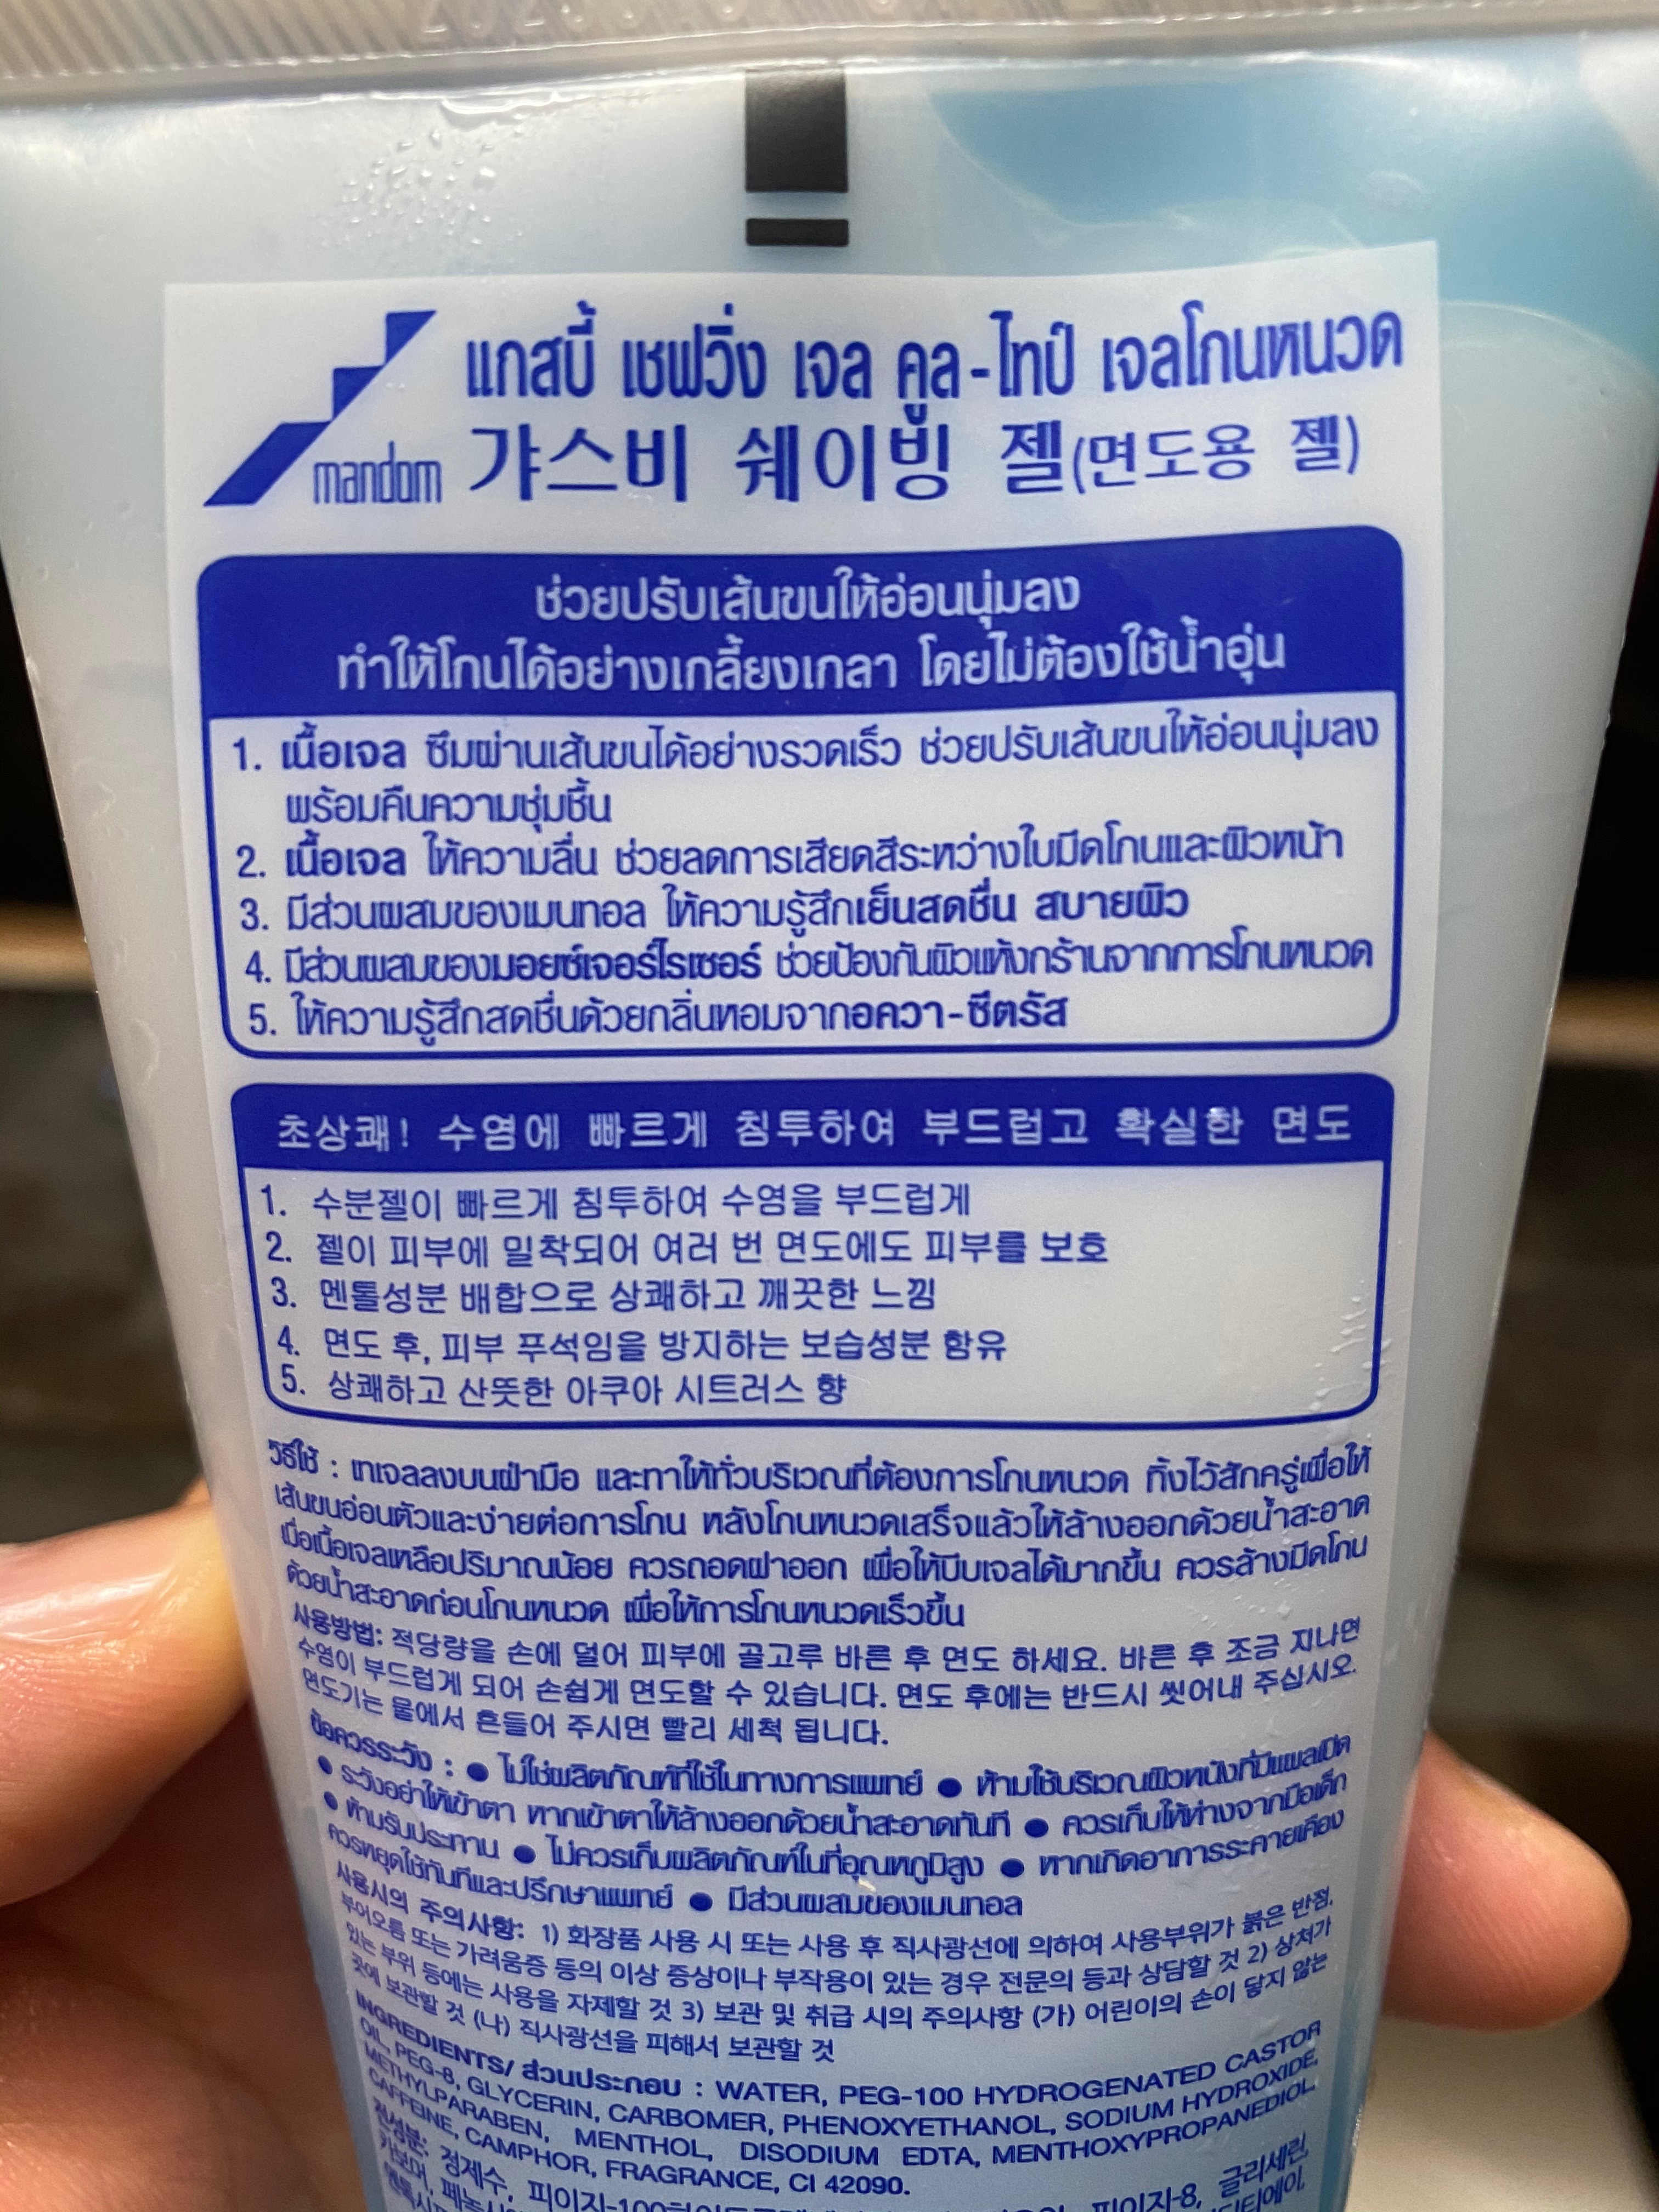 mandom
แกสบี้ เชฟวิ่ง เจล คูล-ไทป์ เจลโกนหนวด
갸스비 쉐이빙 젤(면도용 젤)
ช่วยปรับเส้นขนให้อ่อนนุ่มลง
ทำให้โกนได้อย่างเกลี้ยงเกลา โดยไม่ต้องใช้น้ำอุ่น
1. เนื้อเจล ซึมผ่านเส้นขนได้อย่างรวดเร็ว ช่วยปรับเส้นขนให้อ่อนนุ่มลง
พร้อมคืนความชุ่มชื้น
2. เนื้อเจล ให้ความลื่น ช่วยลดการเสียดสีระหว่างใบมีดโกนและผิวหน้า
3. มีส่วนผสมของเมนทอล ให้ความรู้สึกเย็นสดชื่น สบายผิว
4. มีส่วนผสมของมอยซ์เจอร์ไรเซอร์ ช่วยป้องกันผิวแห้งกร้านจากการโกนหนวด
5. ให้ความรู้สึกสดชื่นด้วยกลิ่นหอมจากอควา-ซีตรัส
초상쾌! 수염에 빠르게 침투하여 부드럽고 확실한 면도
1. 수분젤이 빠르게 침투하여 수염을 부드럽게
2. 젤이 피부에 밀착되어 여러 번 면도에도 피부를 보호
3. 멘톨성분 배합으로 상쾌하고 깨끗한 느낌
4. 면도 후, 피부 푸석임을 방지하는 보습성분 함유
5. 상쾌하고 산뜻한 아쿠아 시트러스 향
วิธีใช้ : เทเจลลงบนฝ่ามือ และทาให้ทั่วบริเวณที่ต้องการโกนหนวด ทิ้งไว้สักครู่เพื่อให้
เส้นขนอ่อนตัวและง่ายต่อการโกน หลังโกนหนวดเสร็จแล้วให้ล้างออกด้วยน้ำสะอาด
เมื่อเนื้อเจลเหลือปริมาณน้อย ควรถอดฝาออก เพื่อให้บีบเจลได้มากขึ้น ควรล้างมีดโกน
ด้วยน้ำสะอาดก่อนโกนหนวด เพื่อให้การโกนหนวดเร็วขึ้น
사용방법: 적당량을 손에 덜어 피부에 골고루 바른 후 면도 하세요. 바른 후 조금 지나면
수염이 부드럽게 되어 손쉽게 면도할 수 있습니다. 면도 후에는 반드시 씻어내 주십시오.
면도기는 물에서 흔들어 주시면 빨리 세척 됩니다.
ข้อควรระวัง : ● ไม่ใช่ผลิตภัณฑ์ที่ใช้ในทางการแพทย์ ● ห้ามใช้บริเวณผิวหนังที่มีแผลเปิด
● ระวังอย่าให้เข้าตา หากเข้าตาให้ล้างออกด้วยน้ำสะอาดทันที ● ควรเก็บให้ห่างจากมือเด็ก
● ห้ามรับประทาน ● ไม่ควรเก็บผลิตภัณฑ์ในที่อุณหภูมิสูง ● หากเกิดอาการระคายเคือง
ควรหยุดใช้ทันทีและปรึกษาแพทย์ ● มีส่วนผสมของเมนทอล
사용시의 주의사항: 1) 화장품 사용 시 또는 사용 후 직사광선에 의하여 사용부위가 붉은 반점,
부어오름 또는 가려움증 등의 이상 증상이나 부작용이 있는 경우 전문의 등과 상담할 것 2) 상처가
있는 부위 등에는 사용을 자제할 것 3) 보관 및 취급 시의 주의사항 (가) 어린이의 손이 닿지 않는
곳에 보관할 것 (나) 직사광선을 피해서 보관할 것
INGREDIENTS/ ส่วนประกอบ : WATER, PEG-100 HYDROGENATED CASTOR
OIL, PEG-8, GLYCERIN, CARBOMER, PHENOXYETHANOL, SODIUM HYDROXIDE,
METHYLPARABEN, MENTHOL, DISODIUM EDTA, MENTHOXYPROPANEDIOL,
CAFFEINE, CAMPHOR, FRAGRANCE, CI 42090.
전성분: 정제수, 피이지-8, 글리세린,
카보머,